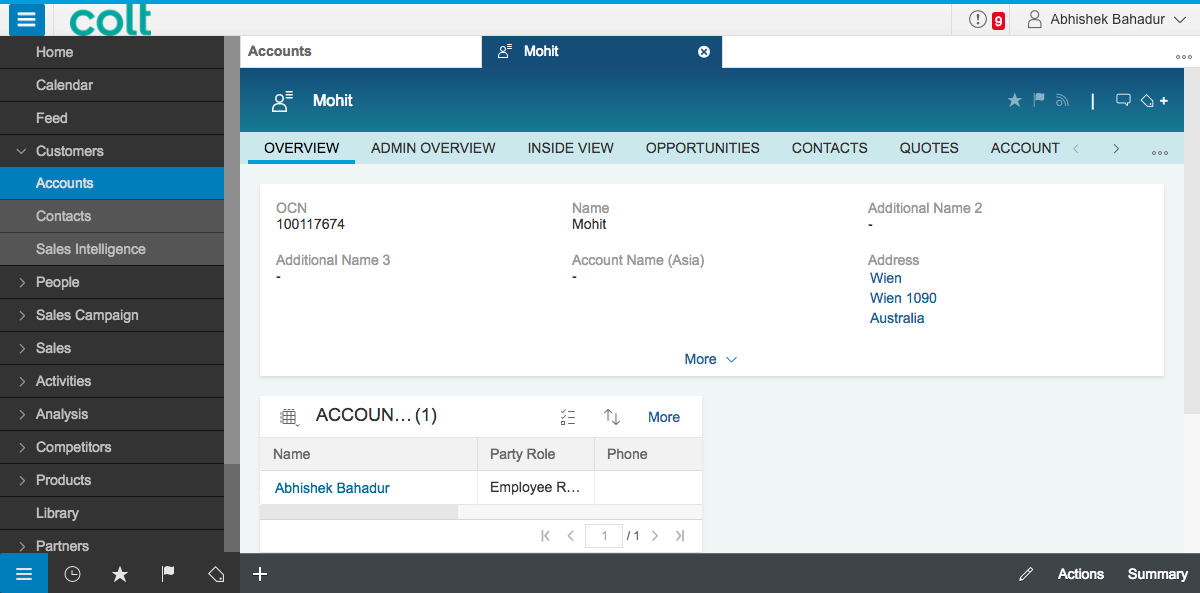 colt
9
Abhishek Bahadur
Home
Calendar
Feed
Customers
Accounts
Contacts
Sales Intelligence
People
Sales Campaign
Sales
Activities
Analysis
Competitors
Products
Library
Partners
Accounts
Mohit
Mohit
OVERVIEW ADMIN OVERVIEW INSIDE VIEW OPPORTUNITIES CONTACTS QUOTES ACCOUNT
OCN
100117674
Name
Mohit
Additional Name 2
-
Additional Name 3
-
Account Name (Asia)
-
Address
Wien
Wien 1090
Australia
More
ACCOUN... (1)
More
Name Party Role Phone
Abhishek Bahadur Employee R...
1 / 1
Actions Summary